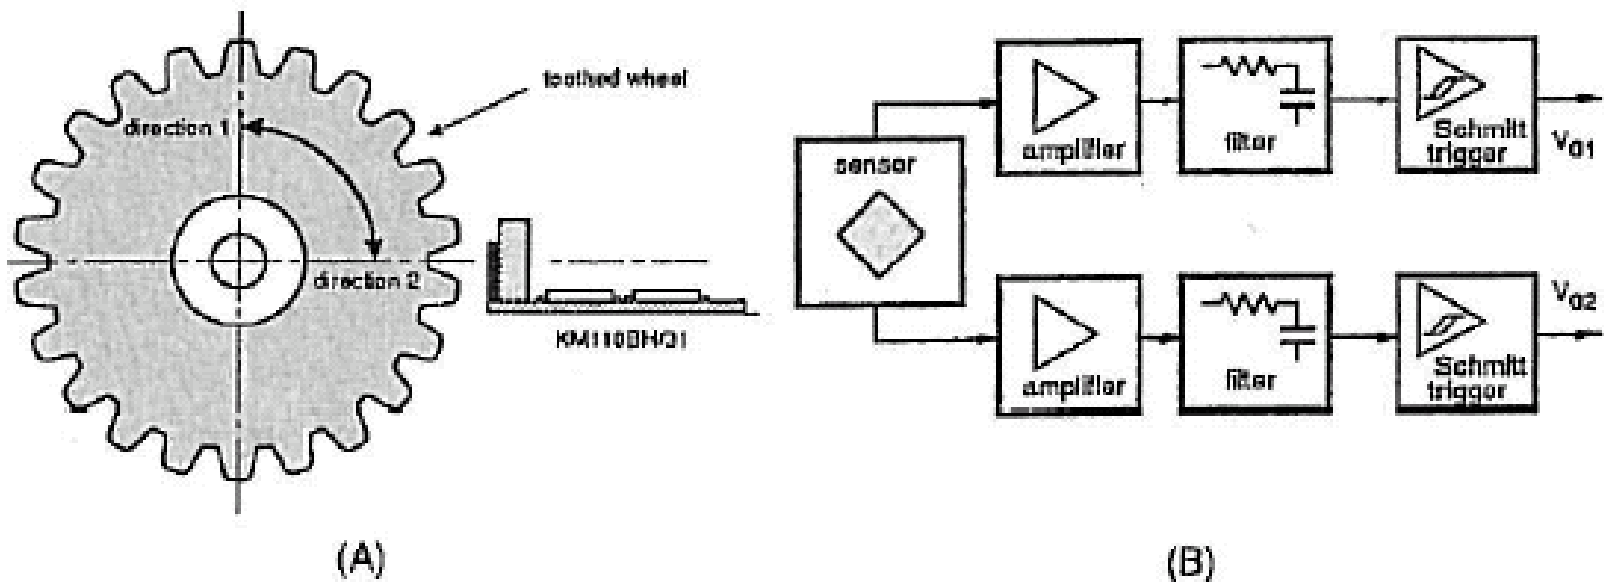 toothed wheel
direction 1
direction 2
KM110BH/31
(A)
sensor
amplifier
filter
Schmitt
trigger
V01
amplifier
filter
Schmitt
trigger
V02
(B)